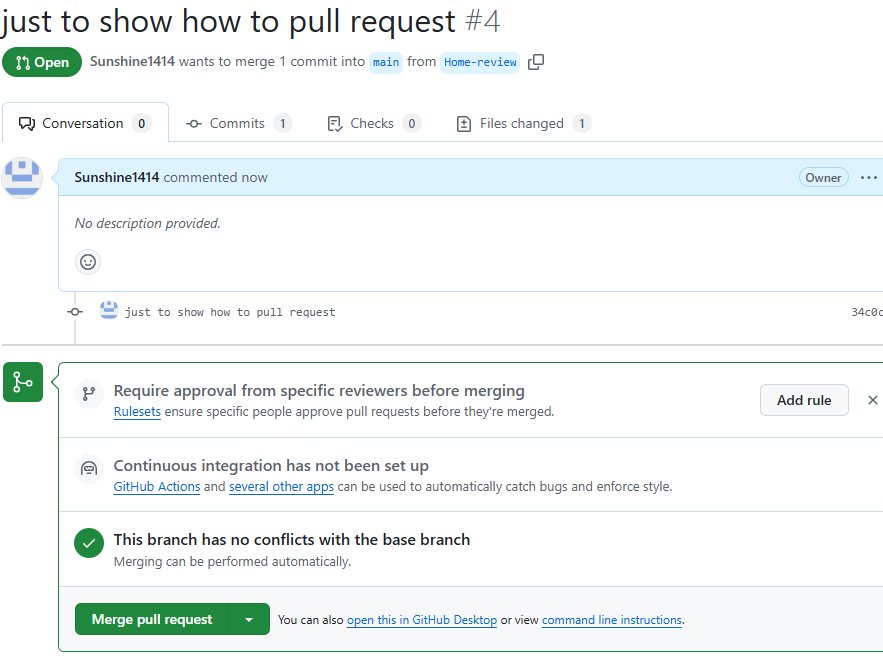 just to show how to pull request #4
Open Sunshine1414 wants to merge 1 commit into main from Home-review
Conversation 0 Commits 1 Checks 0 Files changed 1
Sunshine1414 commented now Owner
No description provided.
just to show how to pull request 34c0c
Require approval from specific reviewers before merging
Rulesets ensure specific people approve pull requests before they're merged.
Add rule
Continuous integration has not been set up
GitHub Actions and several other apps can be used to automatically catch bugs and enforce style.
This branch has no conflicts with the base branch
Merging can be performed automatically.
Merge pull request You can also open this in GitHub Desktop or view command line instructions.